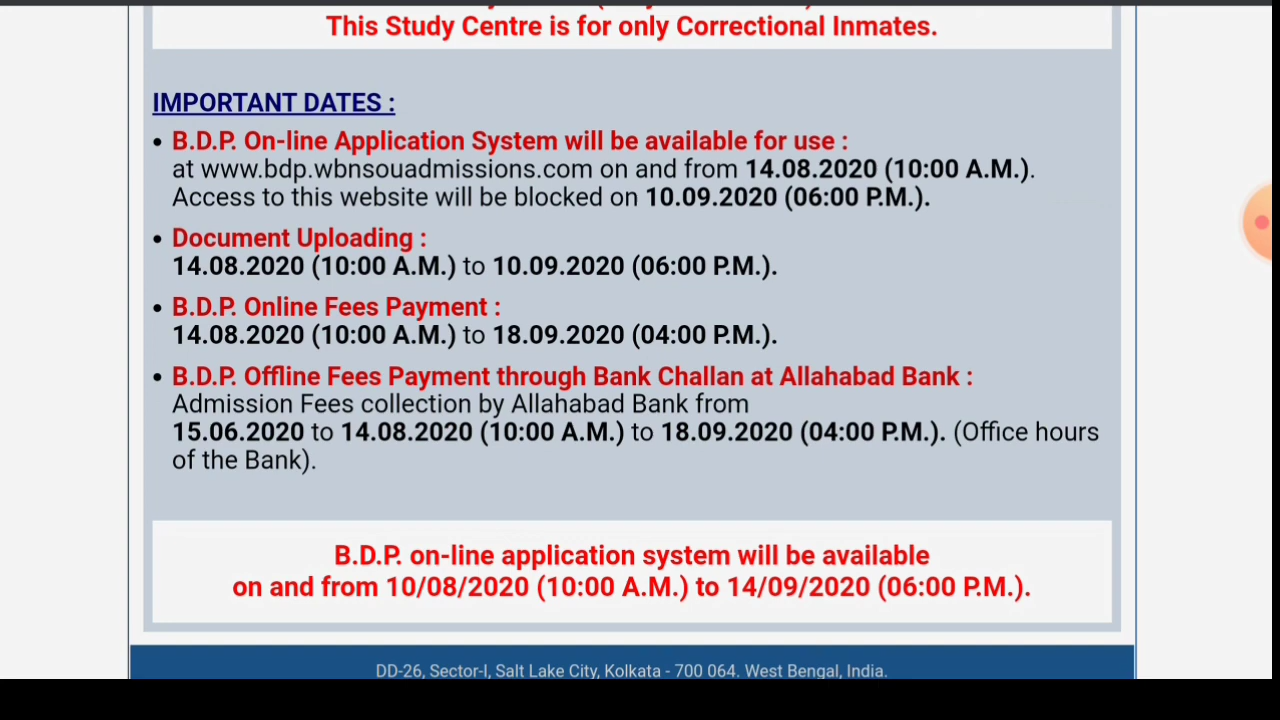 This Study Centre is for only Correctional Inmates.
IMPORTANT DATES :
• B.D.P. On-line Application System will be available for use :
at www.bdp.wbnsouadmissions.com on and from 14.08.2020 (10:00 A.M.).
Access to this website will be blocked on 10.09.2020 (06:00 P.M.).
• Document Uploading :
14.08.2020 (10:00 A.M.) to 10.09.2020 (06:00 P.M.).
• B.D.P. Online Fees Payment :
14.08.2020 (10:00 A.M.) to 18.09.2020 (04:00 P.M.).
• B.D.P. Offline Fees Payment through Bank Challan at Allahabad Bank :
Admission Fees collection by Allahabad Bank from
15.06.2020 to 14.08.2020 (10:00 A.M.) to 18.09.2020 (04:00 P.M.). (Office hours
of the Bank).
B.D.P. on-line application system will be available
on and from 10/08/2020 (10:00 A.M.) to 14/09/2020 (06:00 P.M.).
DD-26, Sector-I, Salt Lake City, Kolkata - 700 064. West Bengal, India.